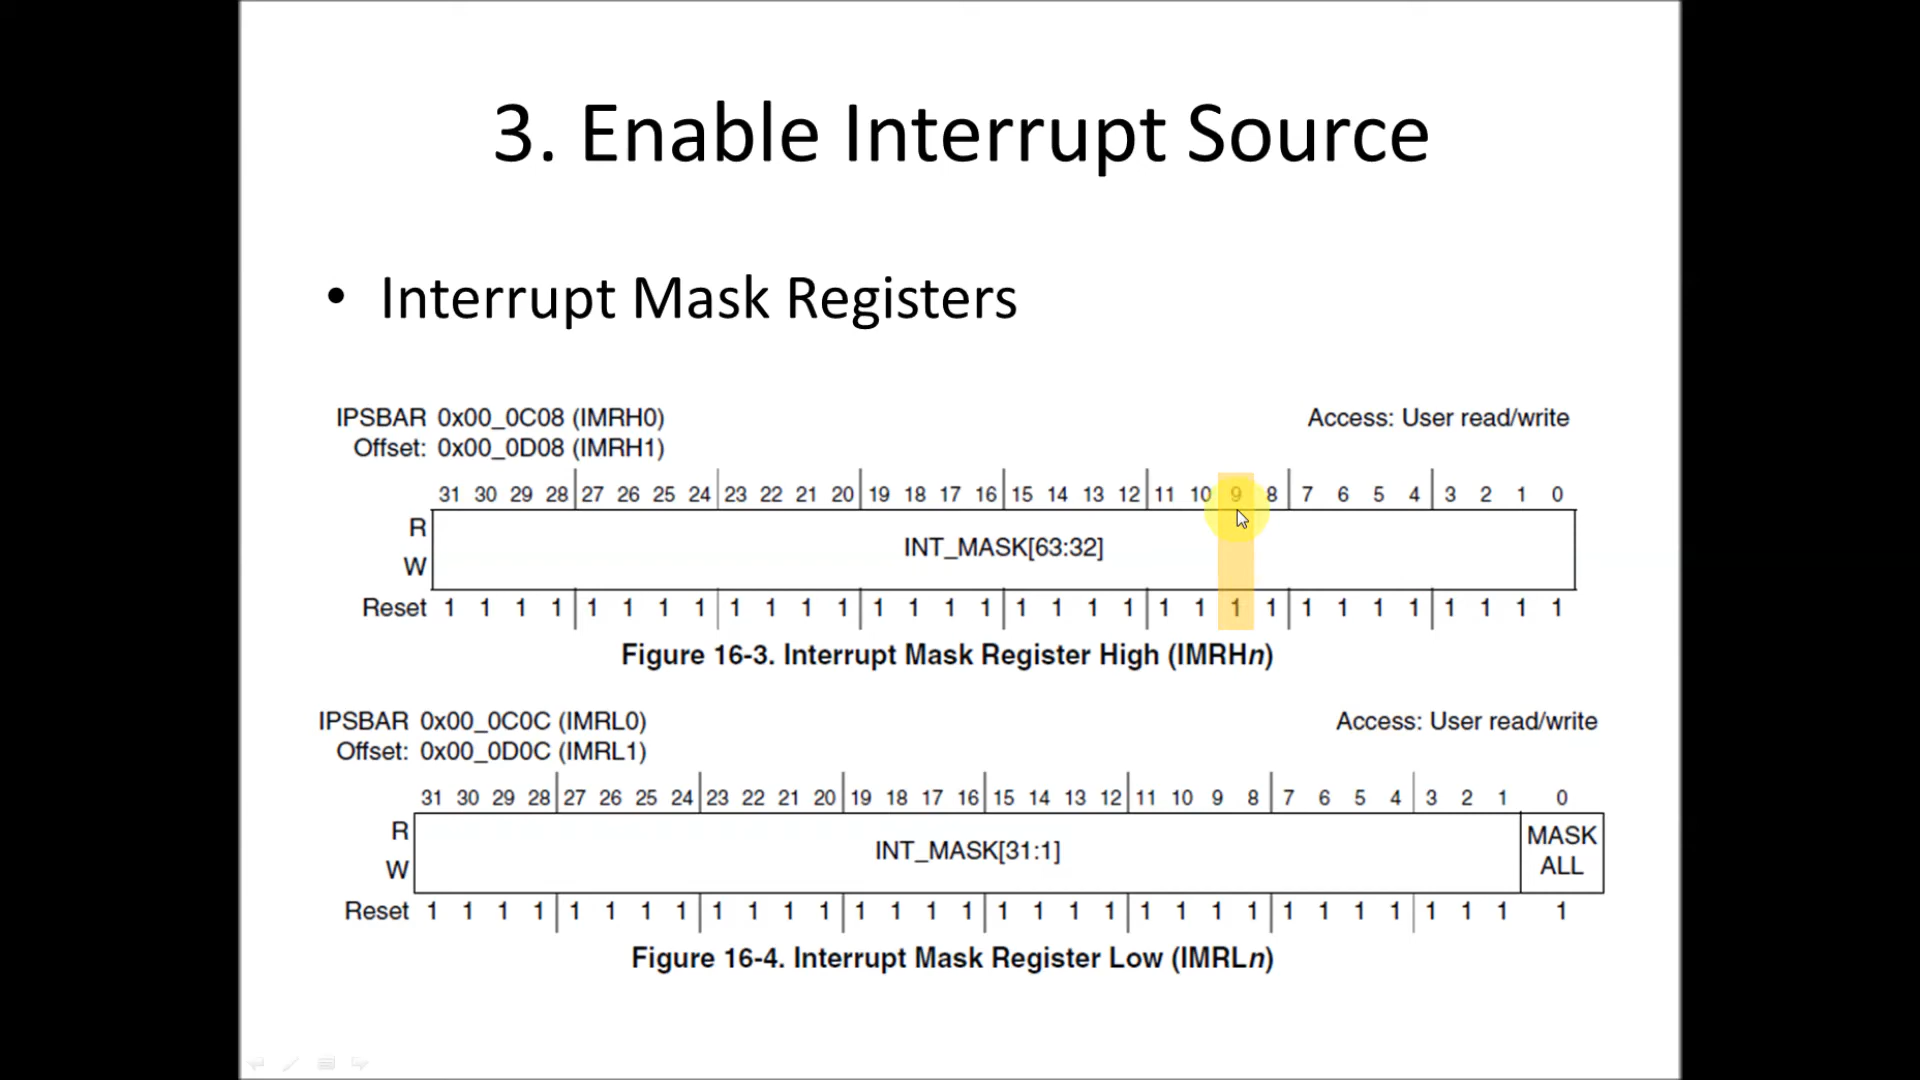 3. Enable Interrupt Source
• Interrupt Mask Registers
IPSBAR 0x00_0C08 (IMRH0) Access: User read/write
Offset: 0x00_0D08 (IMRH1)
31 30 29 28 27 26 25 24 23 22 21 20 19 18 17 16 15 14 13 12 11 10 9 8 7 6 5 4 3 2 1 0
R
INT_MASK[63:32]
W
Reset 1 1 1 1 1 1 1 1 1 1 1 1 1 1 1 1 1 1 1 1 1 1 1 1 1 1 1 1 1 1 1 1
Figure 16-3. Interrupt Mask Register High (IMRHn)
IPSBAR 0x00_0C0C (IMRL0) Access: User read/write
Offset: 0x00_0D0C (IMRL1)
31 30 29 28 27 26 25 24 23 22 21 20 19 18 17 16 15 14 13 12 11 10 9 8 7 6 5 4 3 2 1 0
R MASK
INT_MASK[31:1]
W ALL
Reset 1 1 1 1 1 1 1 1 1 1 1 1 1 1 1 1 1 1 1 1 1 1 1 1 1 1 1 1 1 1 1 1
Figure 16-4. Interrupt Mask Register Low (IMRLn)